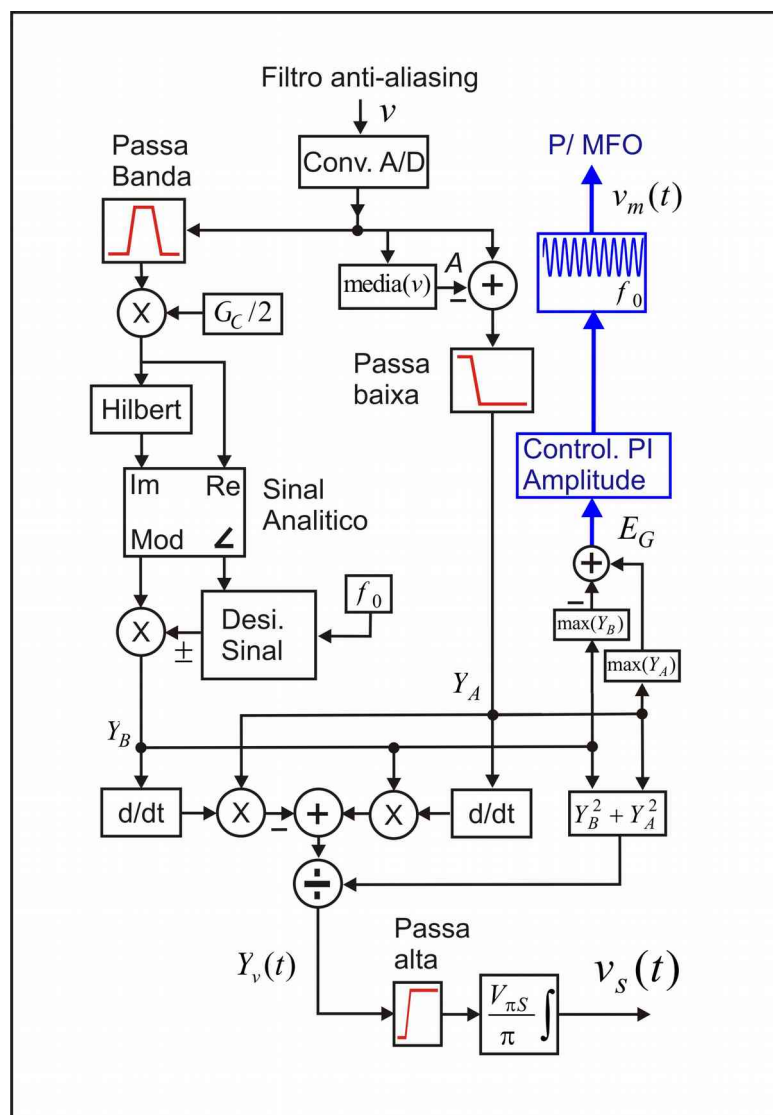 Filtro anti-aliasing
v
Conv. A/D
Passa
Banda
P/ MFO
v_m(t)
f_0
media(v)
A
−
+
X
G_C/2
Passa
baixa
Hilbert
Control. PI
Amplitude
Im Re
Mod ∠
Sinal
Analitico
E_G
+
−
X
±
Desi.
Sinal
f_0
max(Y_B)
max(Y_A)
Y_A
Y_B
d/dt
X
−
+
X
d/dt
Y_B^2 + Y_A^2
÷
Y_v(t)
Passa
alta
V_πS
π
∫
v_s(t)